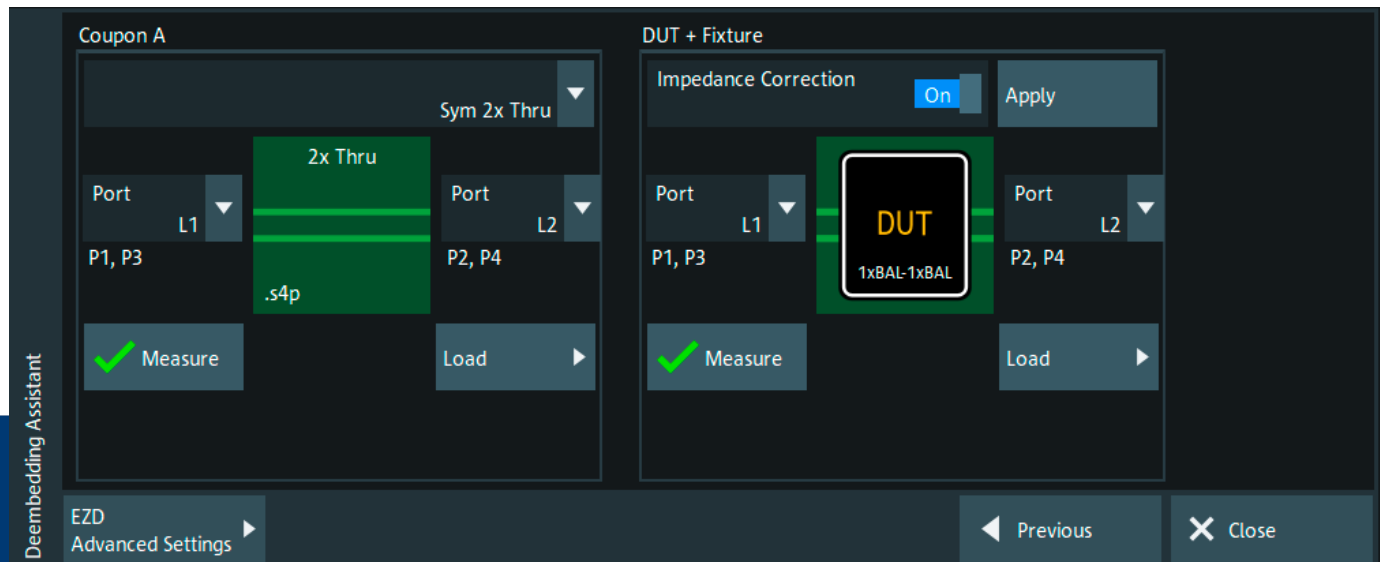 Coupon A
Sym 2x Thru
2x Thru
Port
L1
P1, P3
Port
L2
P2, P4
.s4p
Measure
Load
DUT + Fixture
Impedance Correction
On
Apply
Port
L1
P1, P3
DUT
1xBAL-1xBAL
Port
L2
P2, P4
Measure
Load
Deembedding Assistant
EZD
Advanced Settings
Previous
Close